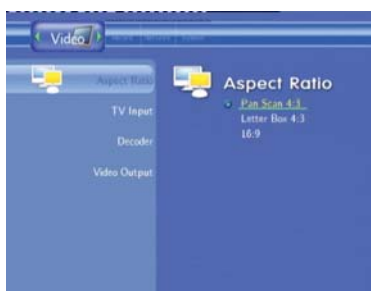 Video
Aspect Ratio
TV Input
Decoder
Video Output
Aspect Ratio
Pan Scan 4:3
Letter Box 4:3
16:9